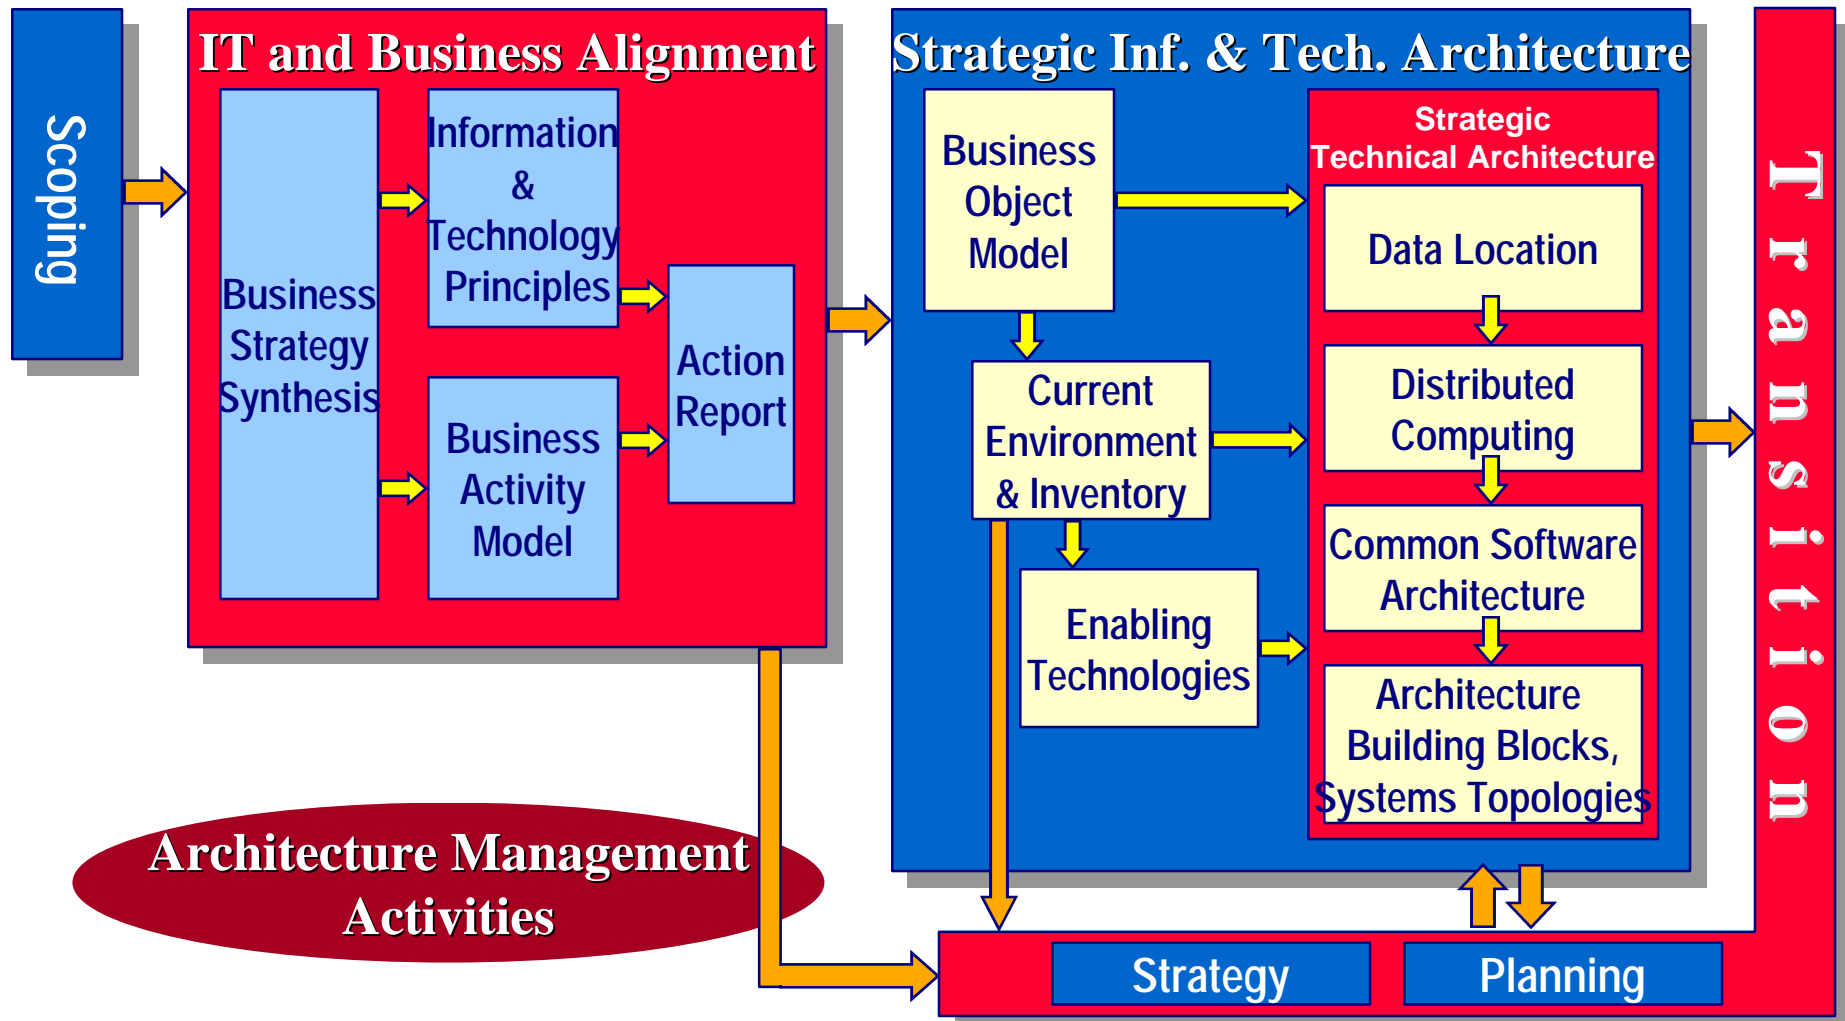 Scoping
IT and Business Alignment
Business
Strategy
Synthesis
Information
&
Technology
Principles
Business
Activity
Model
Action
Report
Strategic Inf. & Tech. Architecture
Business
Object
Model
Current
Environment
& Inventory
Enabling
Technologies
Strategic
Technical Architecture
Data Location
Distributed
Computing
Common Software
Architecture
Architecture
Building Blocks,
Systems Topologies
Transition
Strategy
Planning
Architecture Management
Activities